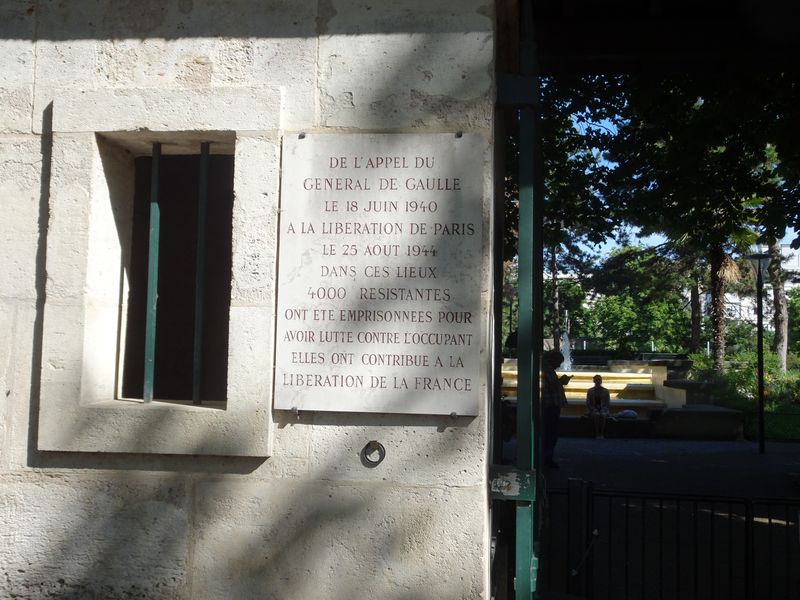 DE L'APPEL DU
GENERAL DE GAULLE
LE 18 JUIN 1940
A LA LIBERATION DE PARIS
LE 25 AOUT 1944
DANS CES LIEUX
4000 RESISTANTES
ONT ETE EMPRISONNEES POUR
AVOIR LUTTE CONTRE L'OCCUPANT
ELLES ONT CONTRIBUE A LA
LIBERATION DE LA FRANCE